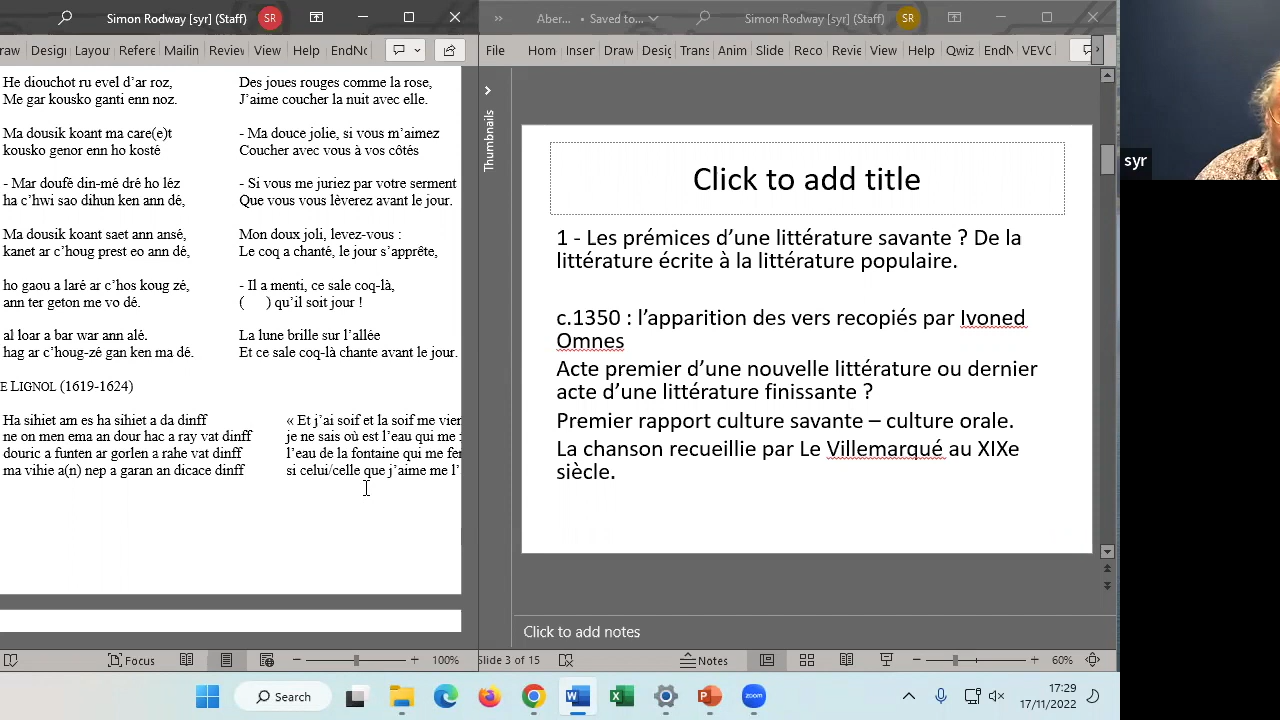 Simon Rodway [syr] (Staff) SR
raw Design Layou Refere Mailin Review View Help EndNo
He diouchot ru evel d’ar roz,
Me gar kousko ganti enn noz.
Ma dousik koant ma care(e)t
kousko genor enn ho kosté
- Mar doufè din-mé dré ho léz
ha c’hwi sao dihun ken ann dé,
Ma dousik koant saet ann ansé,
kanet ar c’houg prest eo ann dé,
ho gaou a laré ar c’hos koug zé,
ann ter geton me vo dé.
al loar a bar war ann alé.
hag ar c’houg-zé gan ken ma dé.
Des joues rouges comme la rose,
J’aime coucher la nuit avec elle.
- Ma douce jolie, si vous m’aimez
Coucher avec vous à vos côtés
- Si vous me juriez par votre serment
Que vous vous lèverez avant le jour.
Mon doux joli, levez-vous :
Le coq a chanté, le jour s’apprête,
- Il a menti, ce sale coq-là,
( ) qu’il soit jour !
La lune brille sur l’allée
Et ce sale coq-là chante avant le jour.
E LIGNOL (1619-1624)
Ha sihiet am es ha sihiet a da dinff
ne on men ema an dour hac a ray vat dinff
douric a funten ar gorlen a rahe vat dinff
ma vihie a(n) nep a garan an dicace dinff
« Et j’ai soif et la soif me vien
je ne sais où est l’eau qui me
l’eau de la fontaine qui me fe
si celui/celle que j’aime me l’
Focus 100%
Aber... • Saved to... Simon Rodway [syr] (Staff) SR
File Hom Inser Draw Desig Trans Anim Slide Reco Revie View Help Qwiz EndN VEVC
Thumbnails
Click to add title
1 - Les prémices d’une littérature savante ? De la
littérature écrite à la littérature populaire.
c.1350 : l’apparition des vers recopiés par Ivoned
Omnes
Acte premier d’une nouvelle littérature ou dernier
acte d’une littérature finissante ?
Premier rapport culture savante – culture orale.
La chanson recueillie par Le Villemarqué au XIXe
siècle.
Click to add notes
Slide 3 of 15 Notes 60%
syr
Search
zoom
17:29
17/11/2022